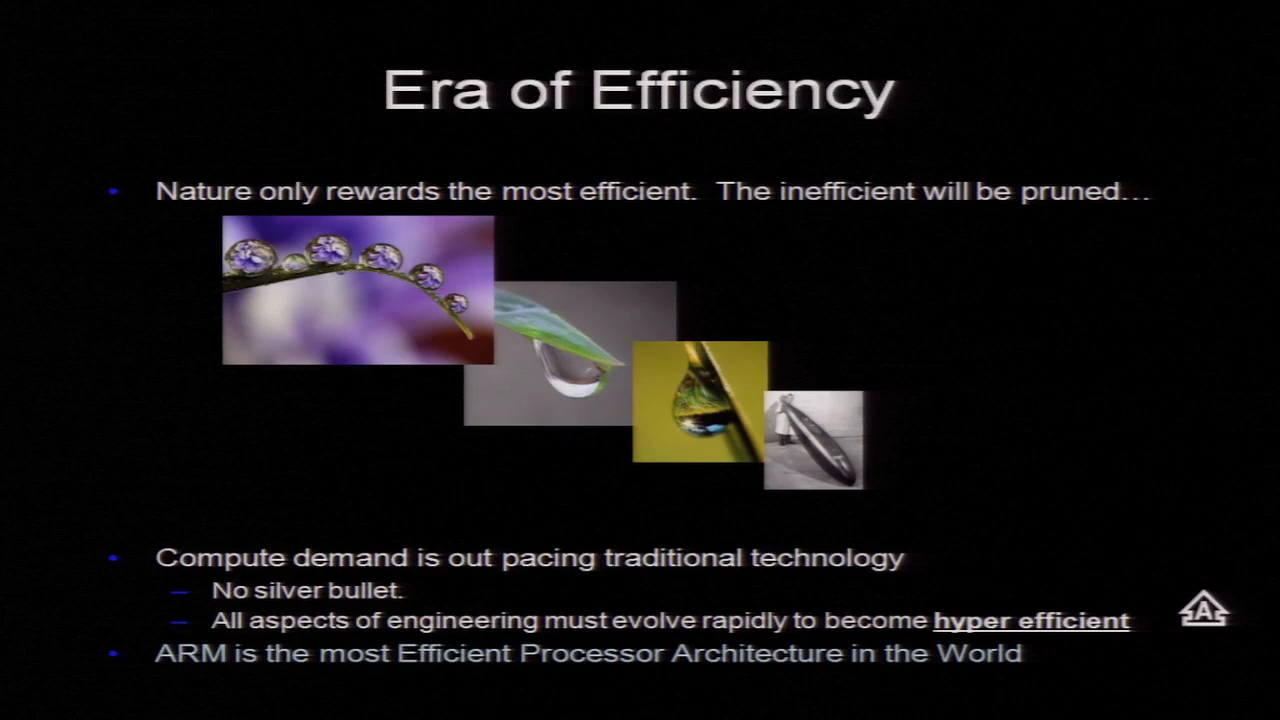 Era of Efficiency
• Nature only rewards the most efficient. The inefficient will be pruned…
• Compute demand is out pacing traditional technology
– No silver bullet.
– All aspects of engineering must evolve rapidly to become hyper efficient
A
• ARM is the most Efficient Processor Architecture in the World